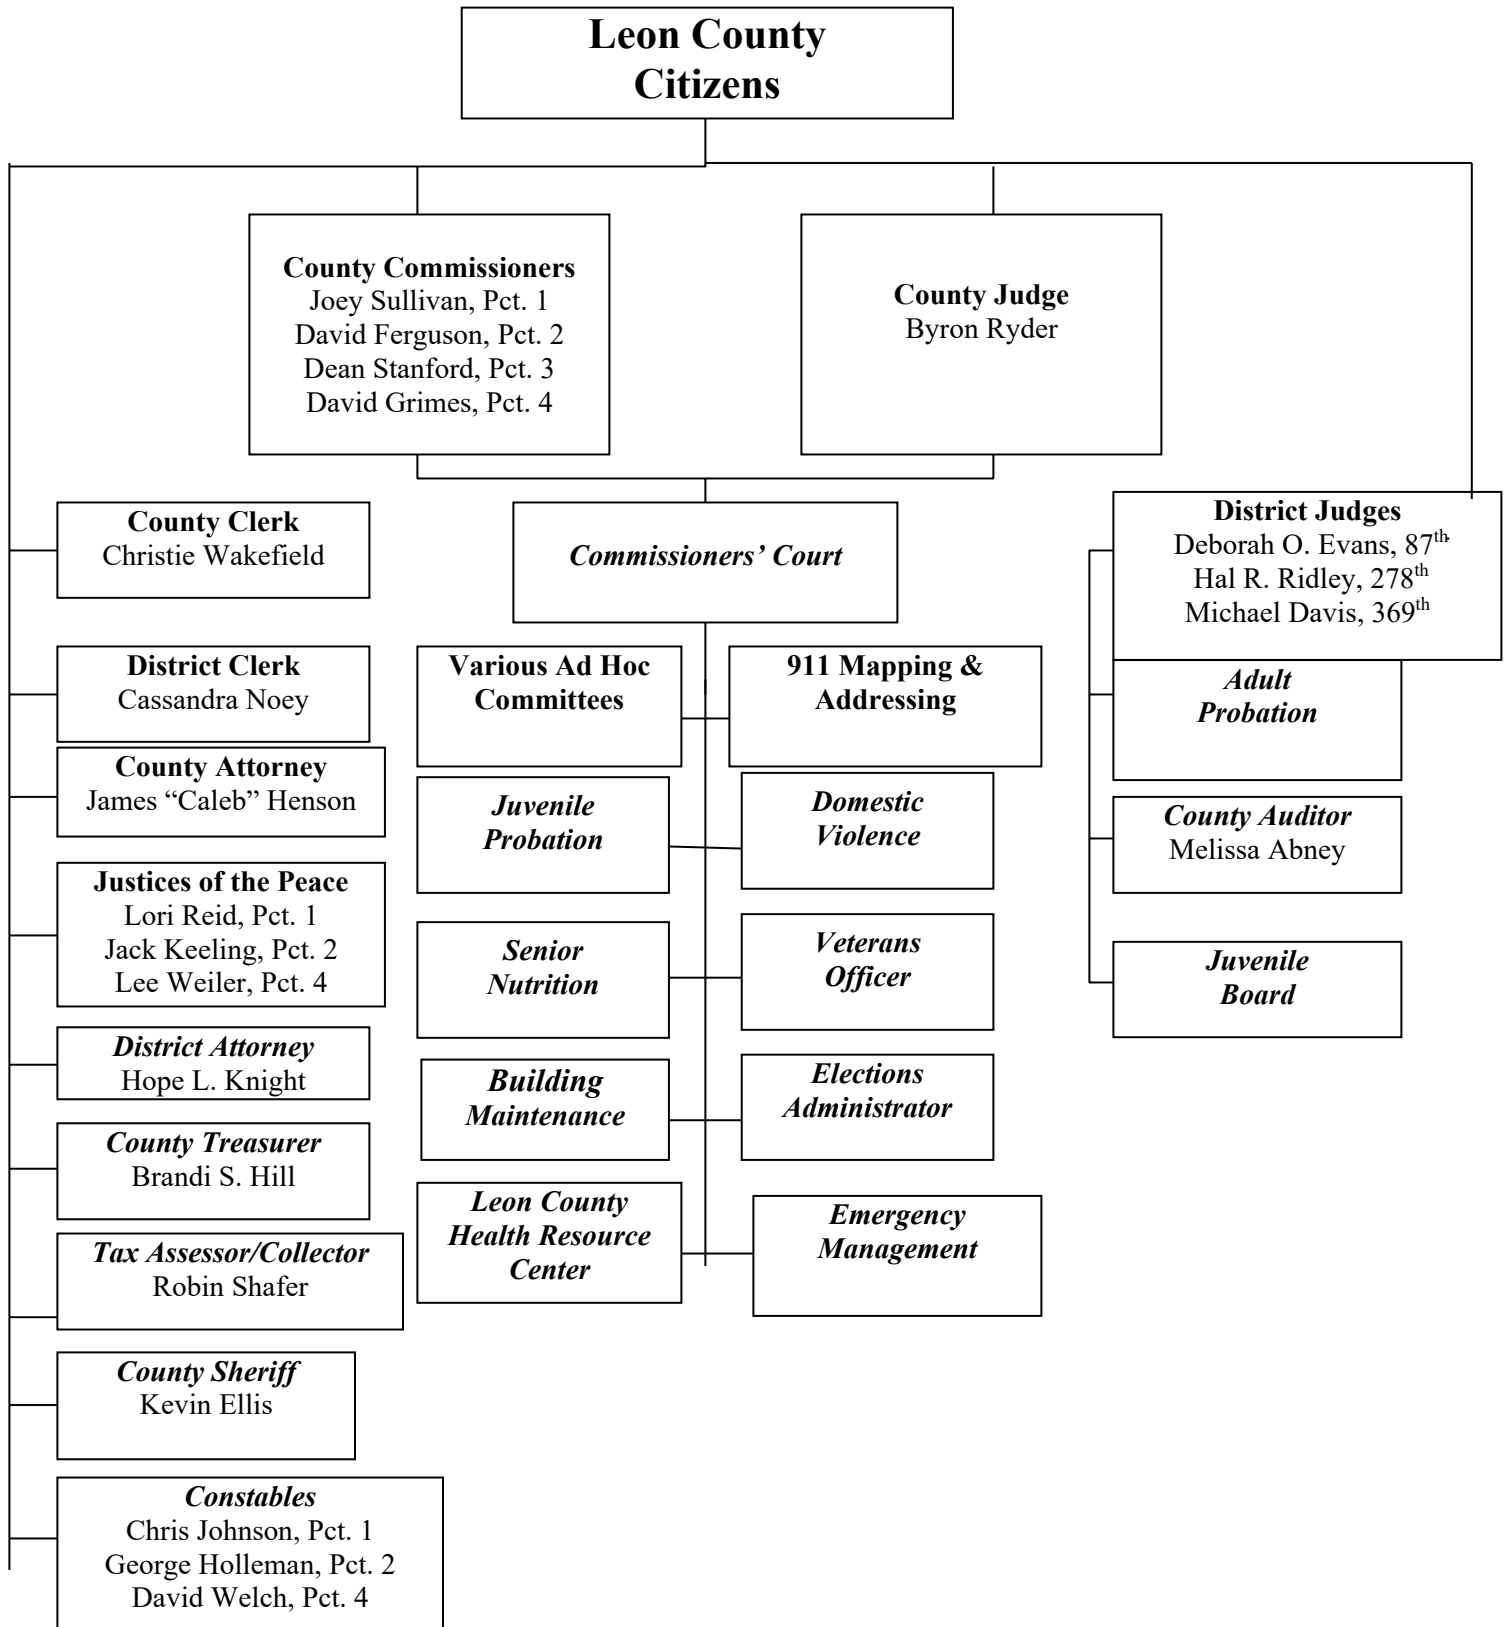 Leon County
Citizens
County Commissioners
Joey Sullivan, Pct. 1
David Ferguson, Pct. 2
Dean Stanford, Pct. 3
David Grimes, Pct. 4
County Judge
Byron Ryder
County Clerk
Christie Wakefield
District Clerk
Cassandra Noey
County Attorney
James “Caleb” Henson
Justices of the Peace
Lori Reid, Pct. 1
Jack Keeling, Pct. 2
Lee Weiler, Pct. 4
District Attorney
Hope L. Knight
County Treasurer
Brandi S. Hill
Tax Assessor/Collector
Robin Shafer
County Sheriff
Kevin Ellis
Constables
Chris Johnson, Pct. 1
George Holleman, Pct. 2
David Welch, Pct. 4
Commissioners’ Court
Various Ad Hoc
Committees
911 Mapping &
Addressing
Juvenile
Probation
Domestic
Violence
Senior
Nutrition
Veterans
Officer
Building
Maintenance
Elections
Administrator
Leon County
Health Resource
Center
Emergency
Management
District Judges
Deborah O. Evans, 87th
Hal R. Ridley, 278th
Michael Davis, 369th
Adult
Probation
County Auditor
Melissa Abney
Juvenile
Board